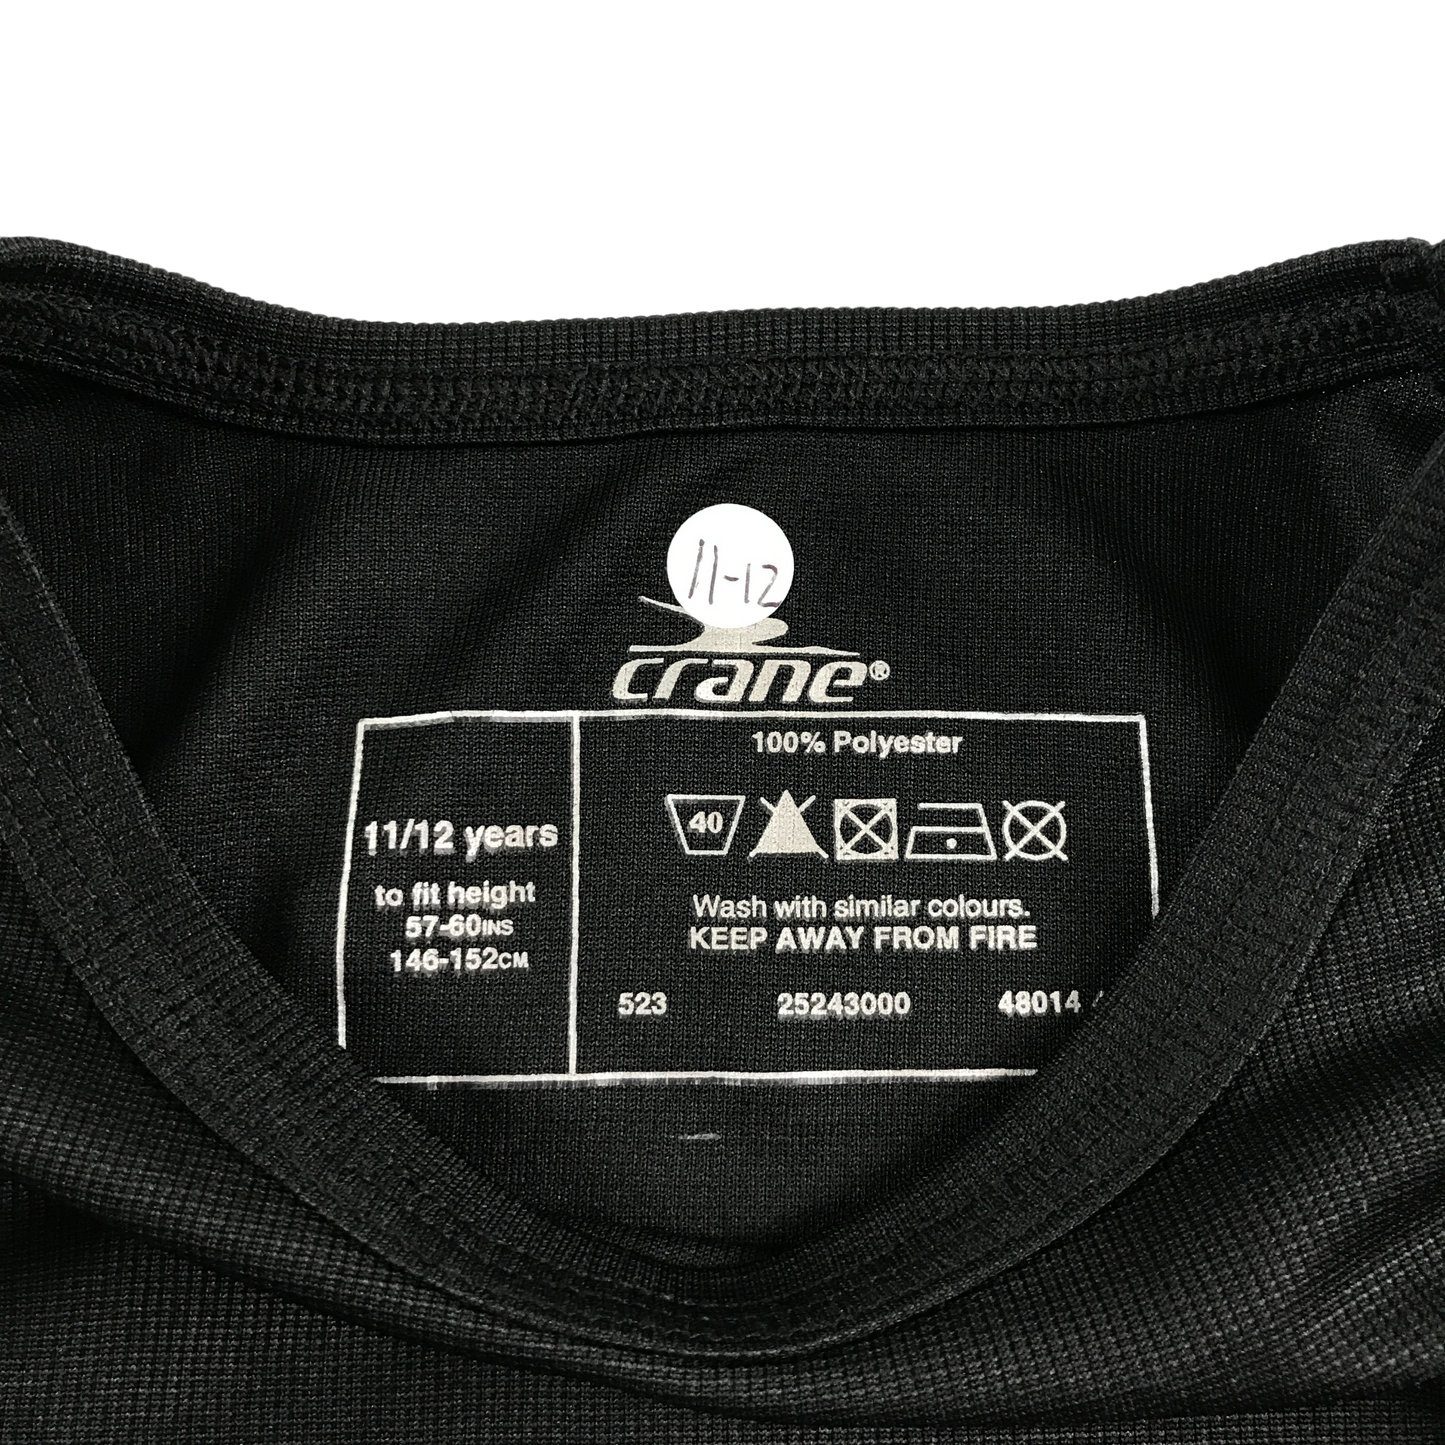 11-12
crane®
100% Polyester
40
11/12 years
to fit height
57-60INS
146-152CM
Wash with similar colours.
KEEP AWAY FROM FIRE
523 25243000 48014